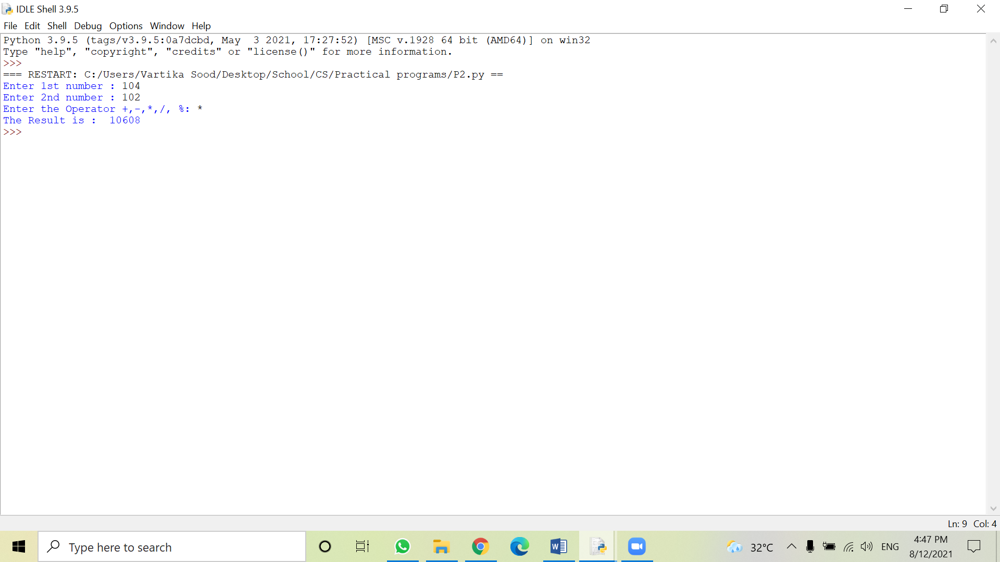 IDLE Shell 3.9.5
File Edit Shell Debug Options Window Help
Python 3.9.5 (tags/v3.9.5:0a7dcbd, May  3 2021, 17:27:52) [MSC v.1928 64 bit (AMD64)] on win32
Type "help", "copyright", "credits" or "license()" for more information.
>>>
=== RESTART: C:/Users/Vartika Sood/Desktop/School/CS/Practical programs/P2.py ==
Enter 1st number : 104
Enter 2nd number : 102
Enter the Operator +,-,*,/, %: *
The Result is :  10608
>>>
Ln: 9 Col: 4
Type here to search
W
32°C
ENG
4:47 PM
8/12/2021